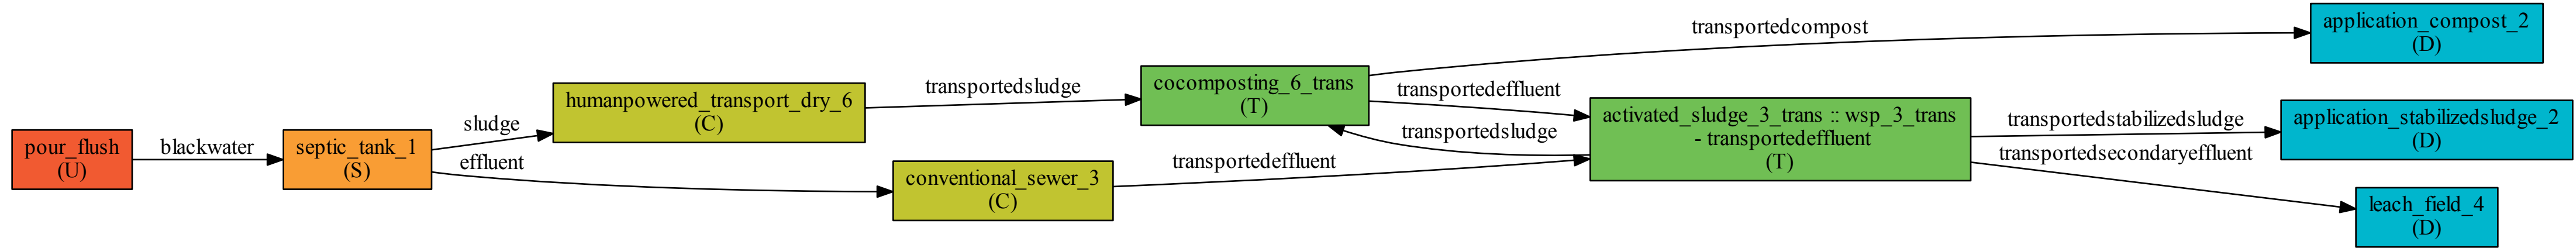 pour_flush
(U)
blackwater
septic_tank_1
(S)
sludge
effluent
humanpowered_transport_dry_6
(C)
conventional_sewer_3
(C)
transportedsludge
transportedeffluent
cocomposting_6_trans
(T)
transportedcompost
transportedeffluent
transportedsludge
activated_sludge_3_trans :: wsp_3_trans
- transportedeffluent
(T)
transportedstabilizedsludge
transportedsecondaryeffluent
application_compost_2
(D)
application_stabilizedsludge_2
(D)
leach_field_4
(D)